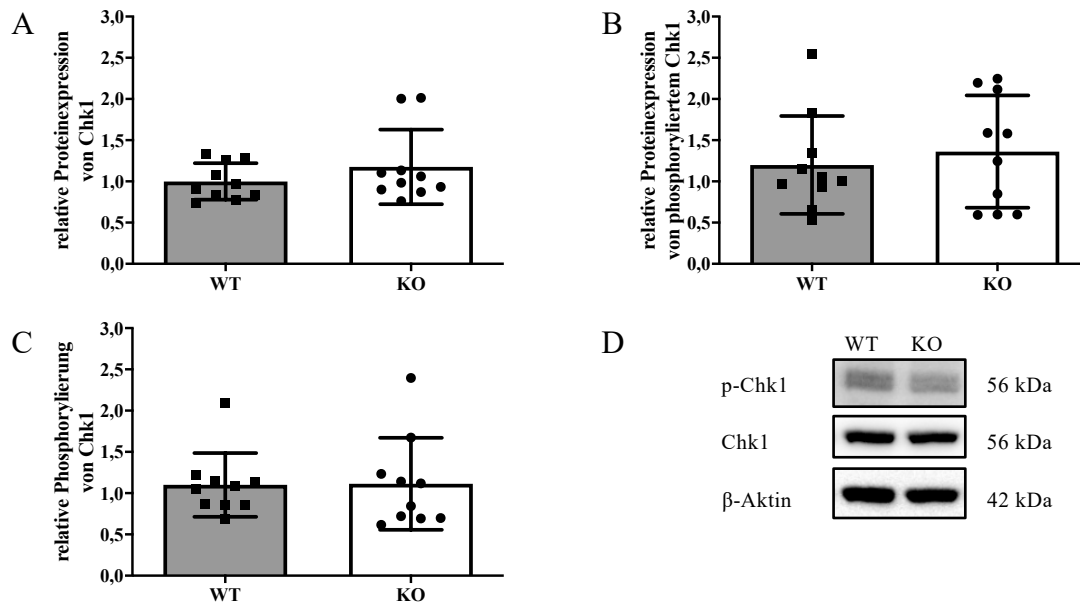 A
relative Proteinexpression
von Chk1
3,0
2,5
2,0
1,5
1,0
0,5
0,0
WT
KO
B
relative Proteinexpression
von phosphoryliertem Chk1
3,0
2,5
2,0
1,5
1,0
0,5
0,0
WT
KO
C
relative Phosphorylierung
von Chk1
3,0
2,5
2,0
1,5
1,0
0,5
0,0
WT
KO
D
WT KO
p-Chk1 56 kDa
Chk1 56 kDa
β-Aktin 42 kDa